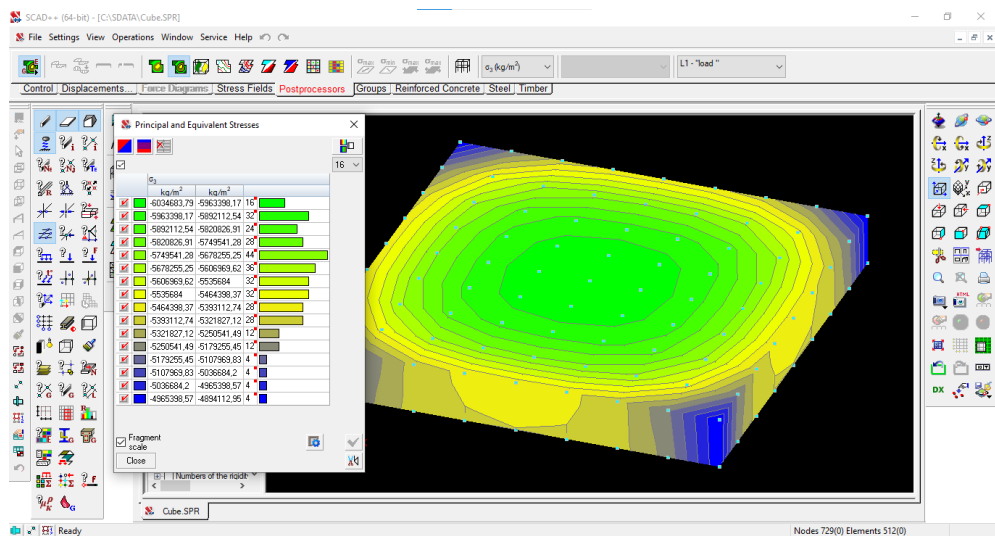 SCAD++ (64-bit) - [C:\SDATA\Cube.SPR]
File Settings View Operations Window Service Help
σ₃ (kg/m²)
L1 - "load "
Control Displacements... Force Diagrams Stress Fields Postprocessors Groups Reinforced Concrete Steel Timber
Principal and Equivalent Stresses
16
σ₃
kg/m² kg/m²
-6034683,79 -5963398,17 16
-5963398,17 -5892112,54 32
-5892112,54 -5820826,91 24
-5820826,91 -5749541,28 28
-5749541,28 -5678255,25 44
-5678255,25 -5606969,62 36
-5606969,62 -5535684 32
-5535684 -5464398,37 32
-5464398,37 -5393112,74 28
-5393112,74 -5321827,12 28
-5321827,12 -5250541,49 12
-5250541,49 -5179255,45 12
-5179255,45 -5107969,83 4
-5107969,83 -5036684,2 4
-5036684,2 -4965398,57 4
-4965398,57 -4894112,95 4
Fragment
scale
Close
Numbers of the rigidit
Cube.SPR
DX
Ready
Nodes 729(0) Elements 512(0)